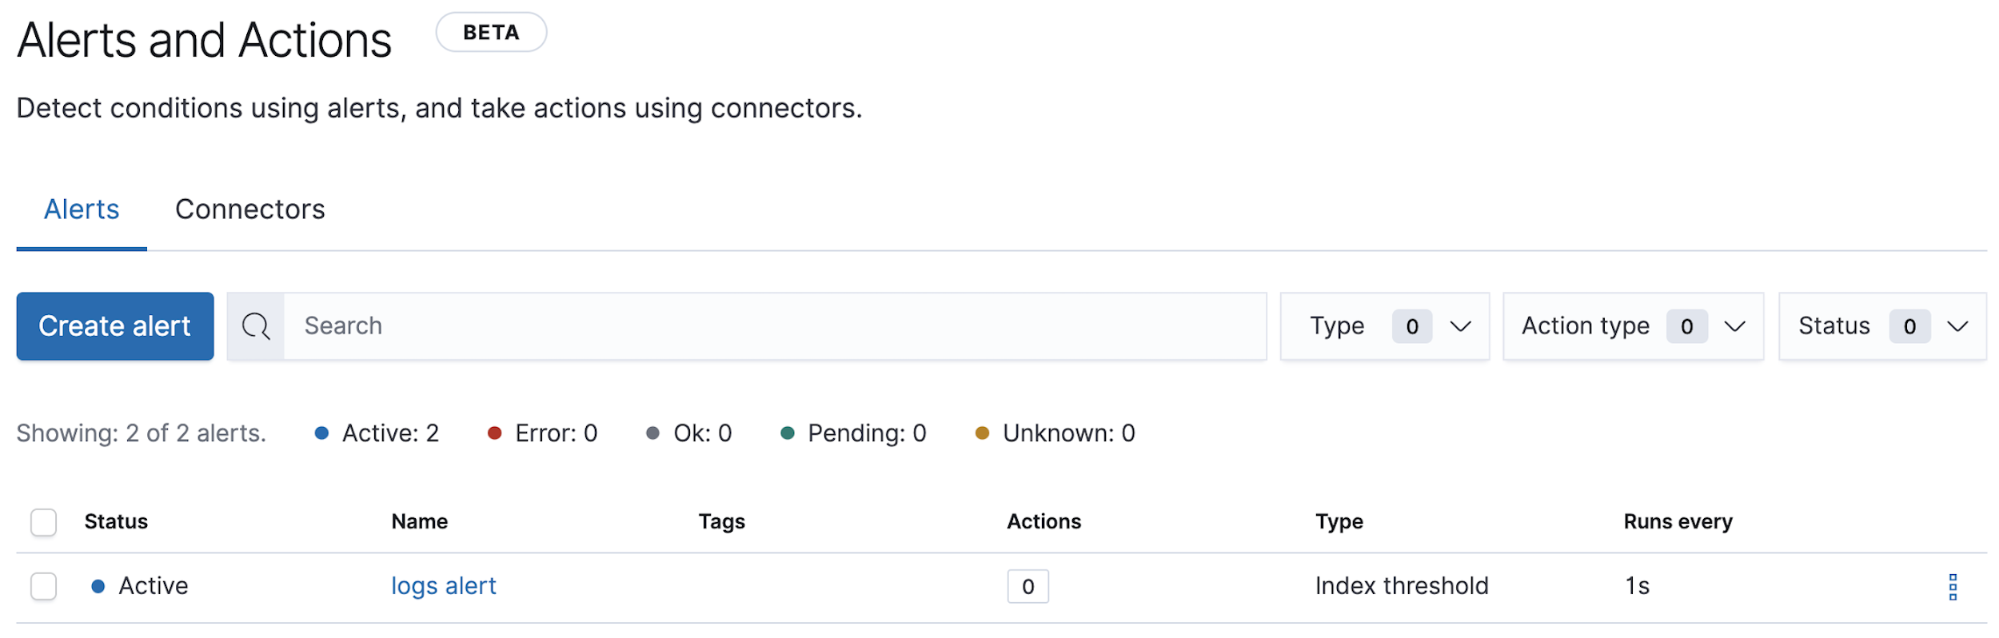 Alerts and Actions BETA
Detect conditions using alerts, and take actions using connectors.
Alerts Connectors
Create alert Search Type 0 Action type 0 Status 0
Showing: 2 of 2 alerts. Active: 2 Error: 0 Ok: 0 Pending: 0 Unknown: 0
Status Name Tags Actions Type Runs every
Active logs alert 0 Index threshold 1s